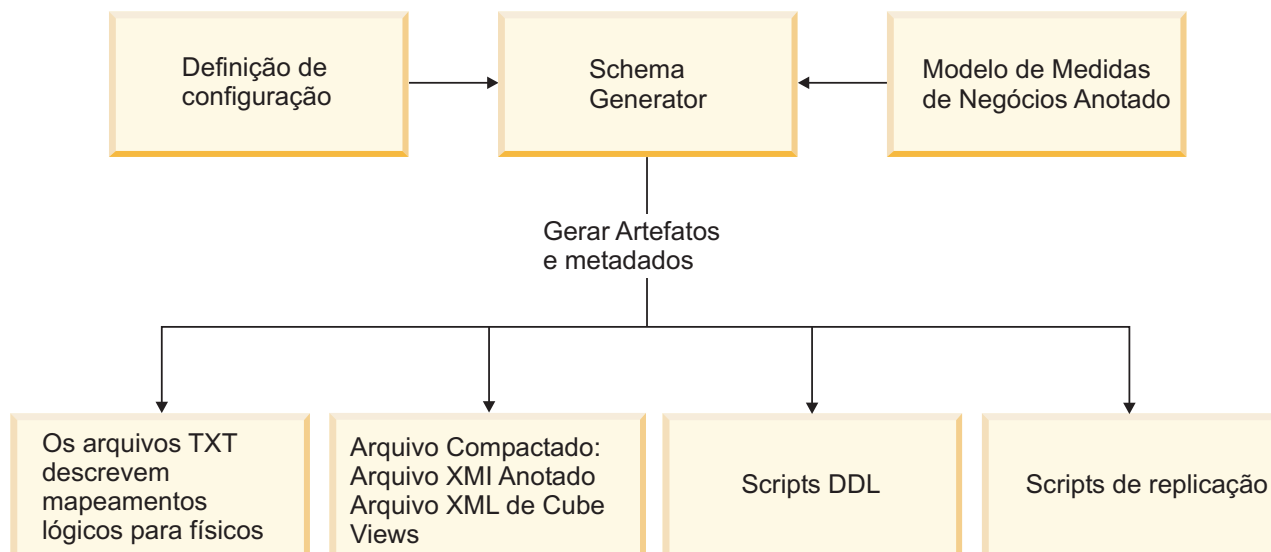 Definição de
configuração
Schema
Generator
Modelo de Medidas
de Negócios Anotado
Gerar Artefatos
e metadados
Os arquivos TXT
descrevem
mapeamentos
lógicos para físicos
Arquivo Compactado:
Arquivo XMI Anotado
Arquivo XML de Cube
Views
Scripts DDL
Scripts de replicação